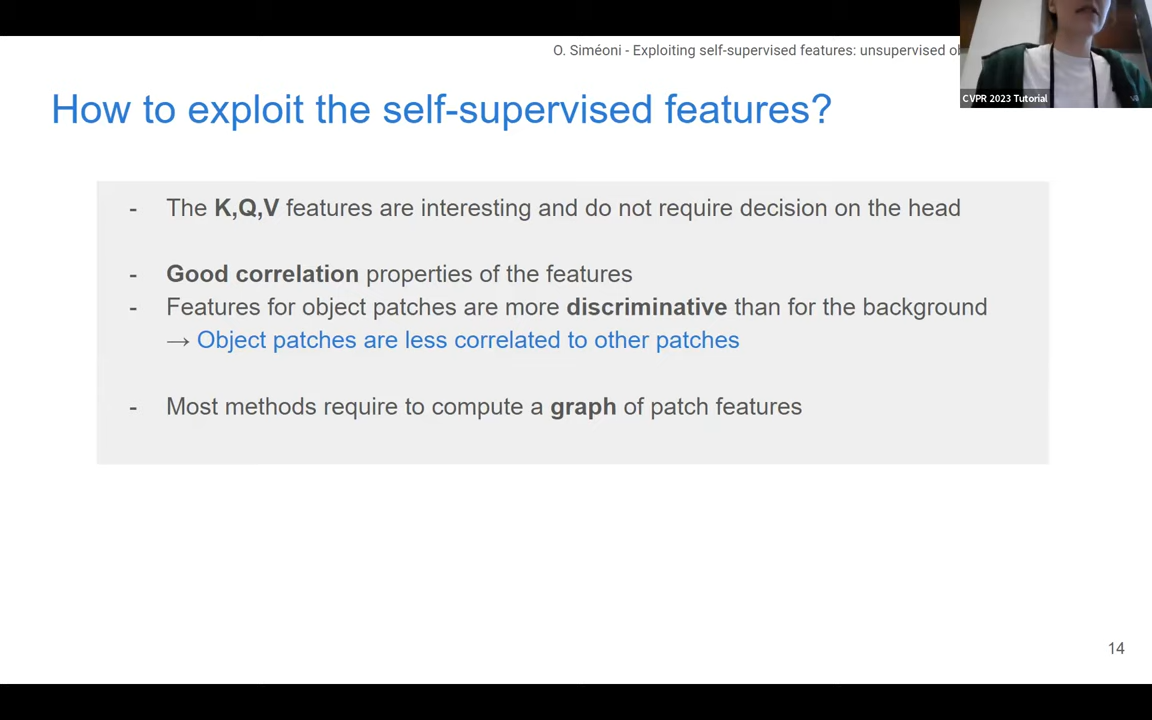 O. Siméoni - Exploiting self-supervised features: unsupervised
How to exploit the self-supervised features?
CVPR 2023 Tutorial
- The K,Q,V features are interesting and do not require decision on the head
- Good correlation properties of the features
- Features for object patches are more discriminative than for the background
→ Object patches are less correlated to other patches
- Most methods require to compute a graph of patch features
14